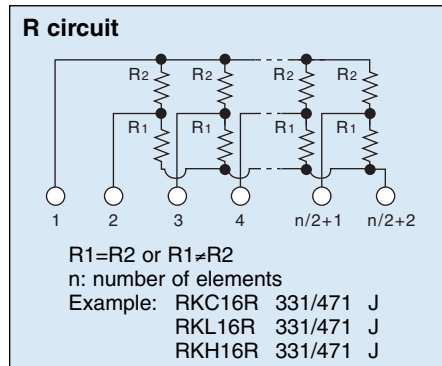 R circuit
R2 R2 R2 R2
R1 R1 R1 R1
1 2 3 4 n/2+1 n/2+2
R1=R2 or R1≠R2
n: number of elements
Example: RKC16R 331/471 J
RKL16R 331/471 J
RKH16R 331/471 J